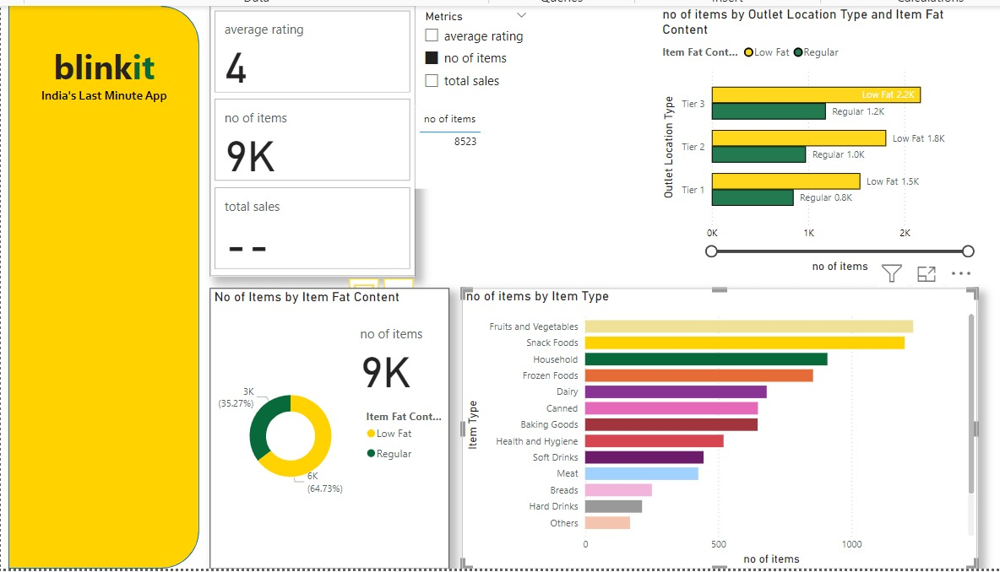 Data
Queries
Insert
Calculations
blinkit
India's Last Minute App
average rating
4
no of items
9K
total sales
--
Metrics
average rating
no of items
total sales
no of items
8523
no of items by Outlet Location Type and Item Fat
Content
Item Fat Cont... Low Fat Regular
Outlet Location Type
Tier 3
Low Fat 2.2K
Regular 1.2K
Tier 2
Low Fat 1.8K
Regular 1.0K
Tier 1
Low Fat 1.5K
Regular 0.8K
0K 1K 2K
no of items
No of Items by Item Fat Content
no of items
9K
3K
(35.27%)
Item Fat Cont...
Low Fat
Regular
6K
(64.73%)
no of items by Item Type
Item Type
Fruits and Vegetables
Snack Foods
Household
Frozen Foods
Dairy
Canned
Baking Goods
Health and Hygiene
Soft Drinks
Meat
Breads
Hard Drinks
Others
0 500 1000
no of items